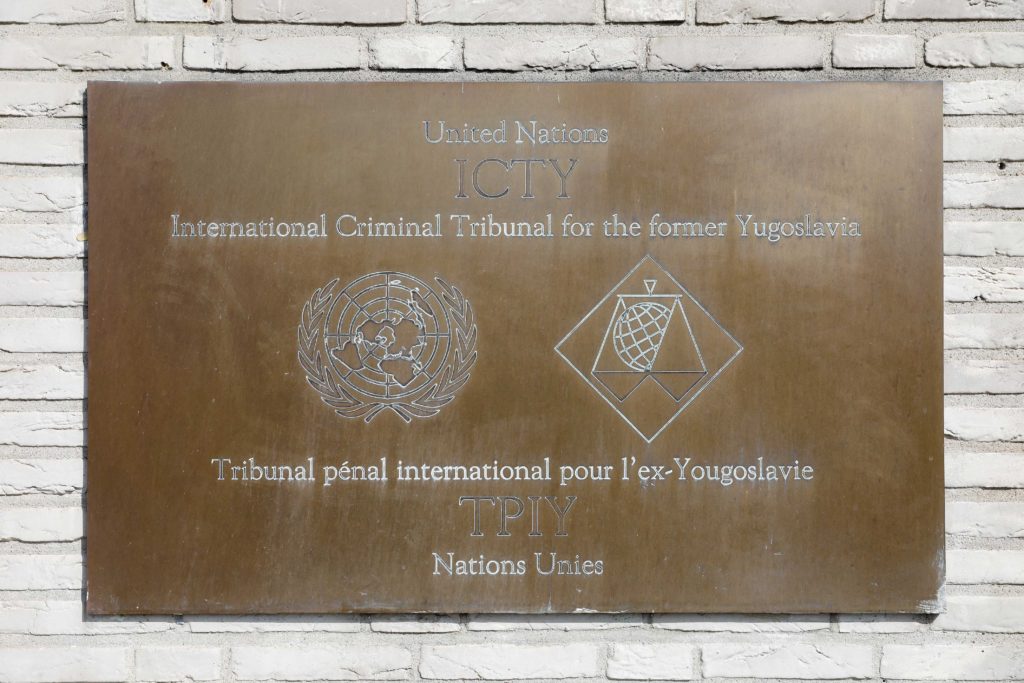 United Nations
ICTY
International Criminal Tribunal for the former Yugoslavia
Tribunal pénal international pour l'ex-Yougoslavie
TPIY
Nations Unies